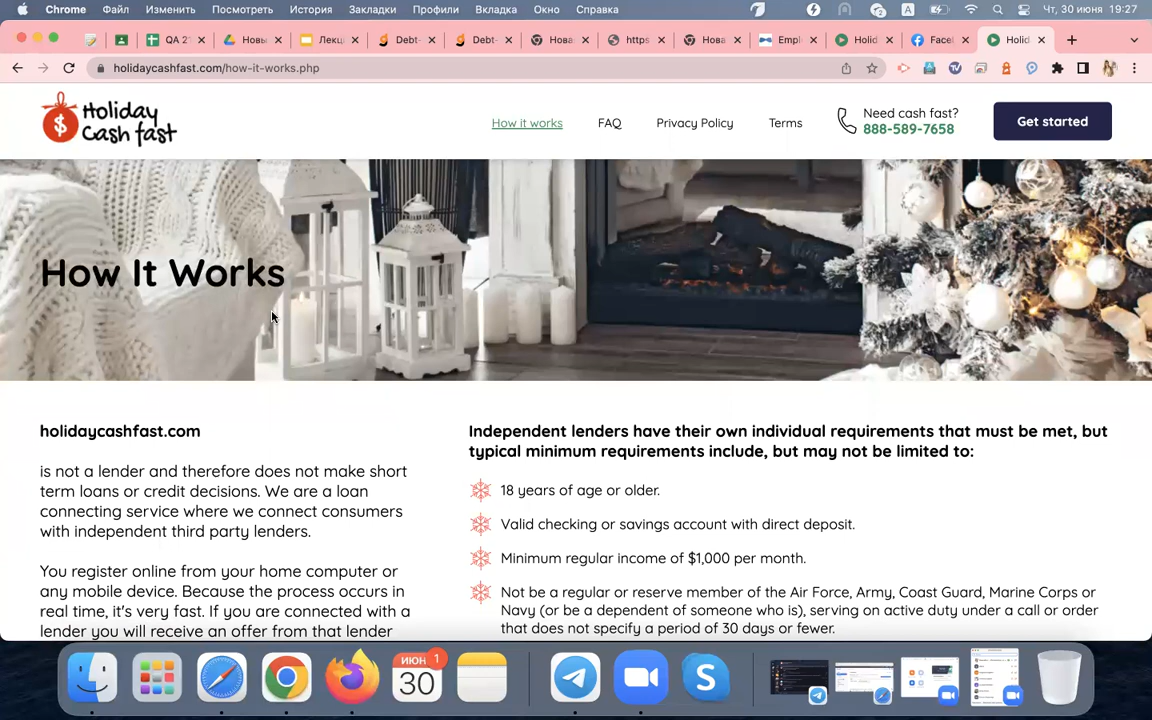 Chrome Файл Изменить Посмотреть История Закладки Профили Вкладка Окно Справка A Чт, 30 июня 19:27
QA 2 Новы Лекц Debt- Debt- Нова https Нова Empl Holid Facel Holid
holidaycashfast.com/how-it-works.php
Holiday
Cash fast
How it works FAQ Privacy Policy Terms
Need cash fast?
888-589-7658
Get started
How It Works
holidaycashfast.com
is not a lender and therefore does not make short
term loans or credit decisions. We are a loan
connecting service where we connect consumers
with independent third party lenders.
You register online from your home computer or
any mobile device. Because the process occurs in
real time, it's very fast. If you are connected with a
lender you will receive an offer from that lender
Independent lenders have their own individual requirements that must be met, but
typical minimum requirements include, but may not be limited to:
18 years of age or older.
Valid checking or savings account with direct deposit.
Minimum regular income of $1,000 per month.
Not be a regular or reserve member of the Air Force, Army, Coast Guard, Marine Corps or
Navy (or be a dependent of someone who is), serving on active duty under a call or order
that does not specify a period of 30 days or fewer.
ИЮН 1
30